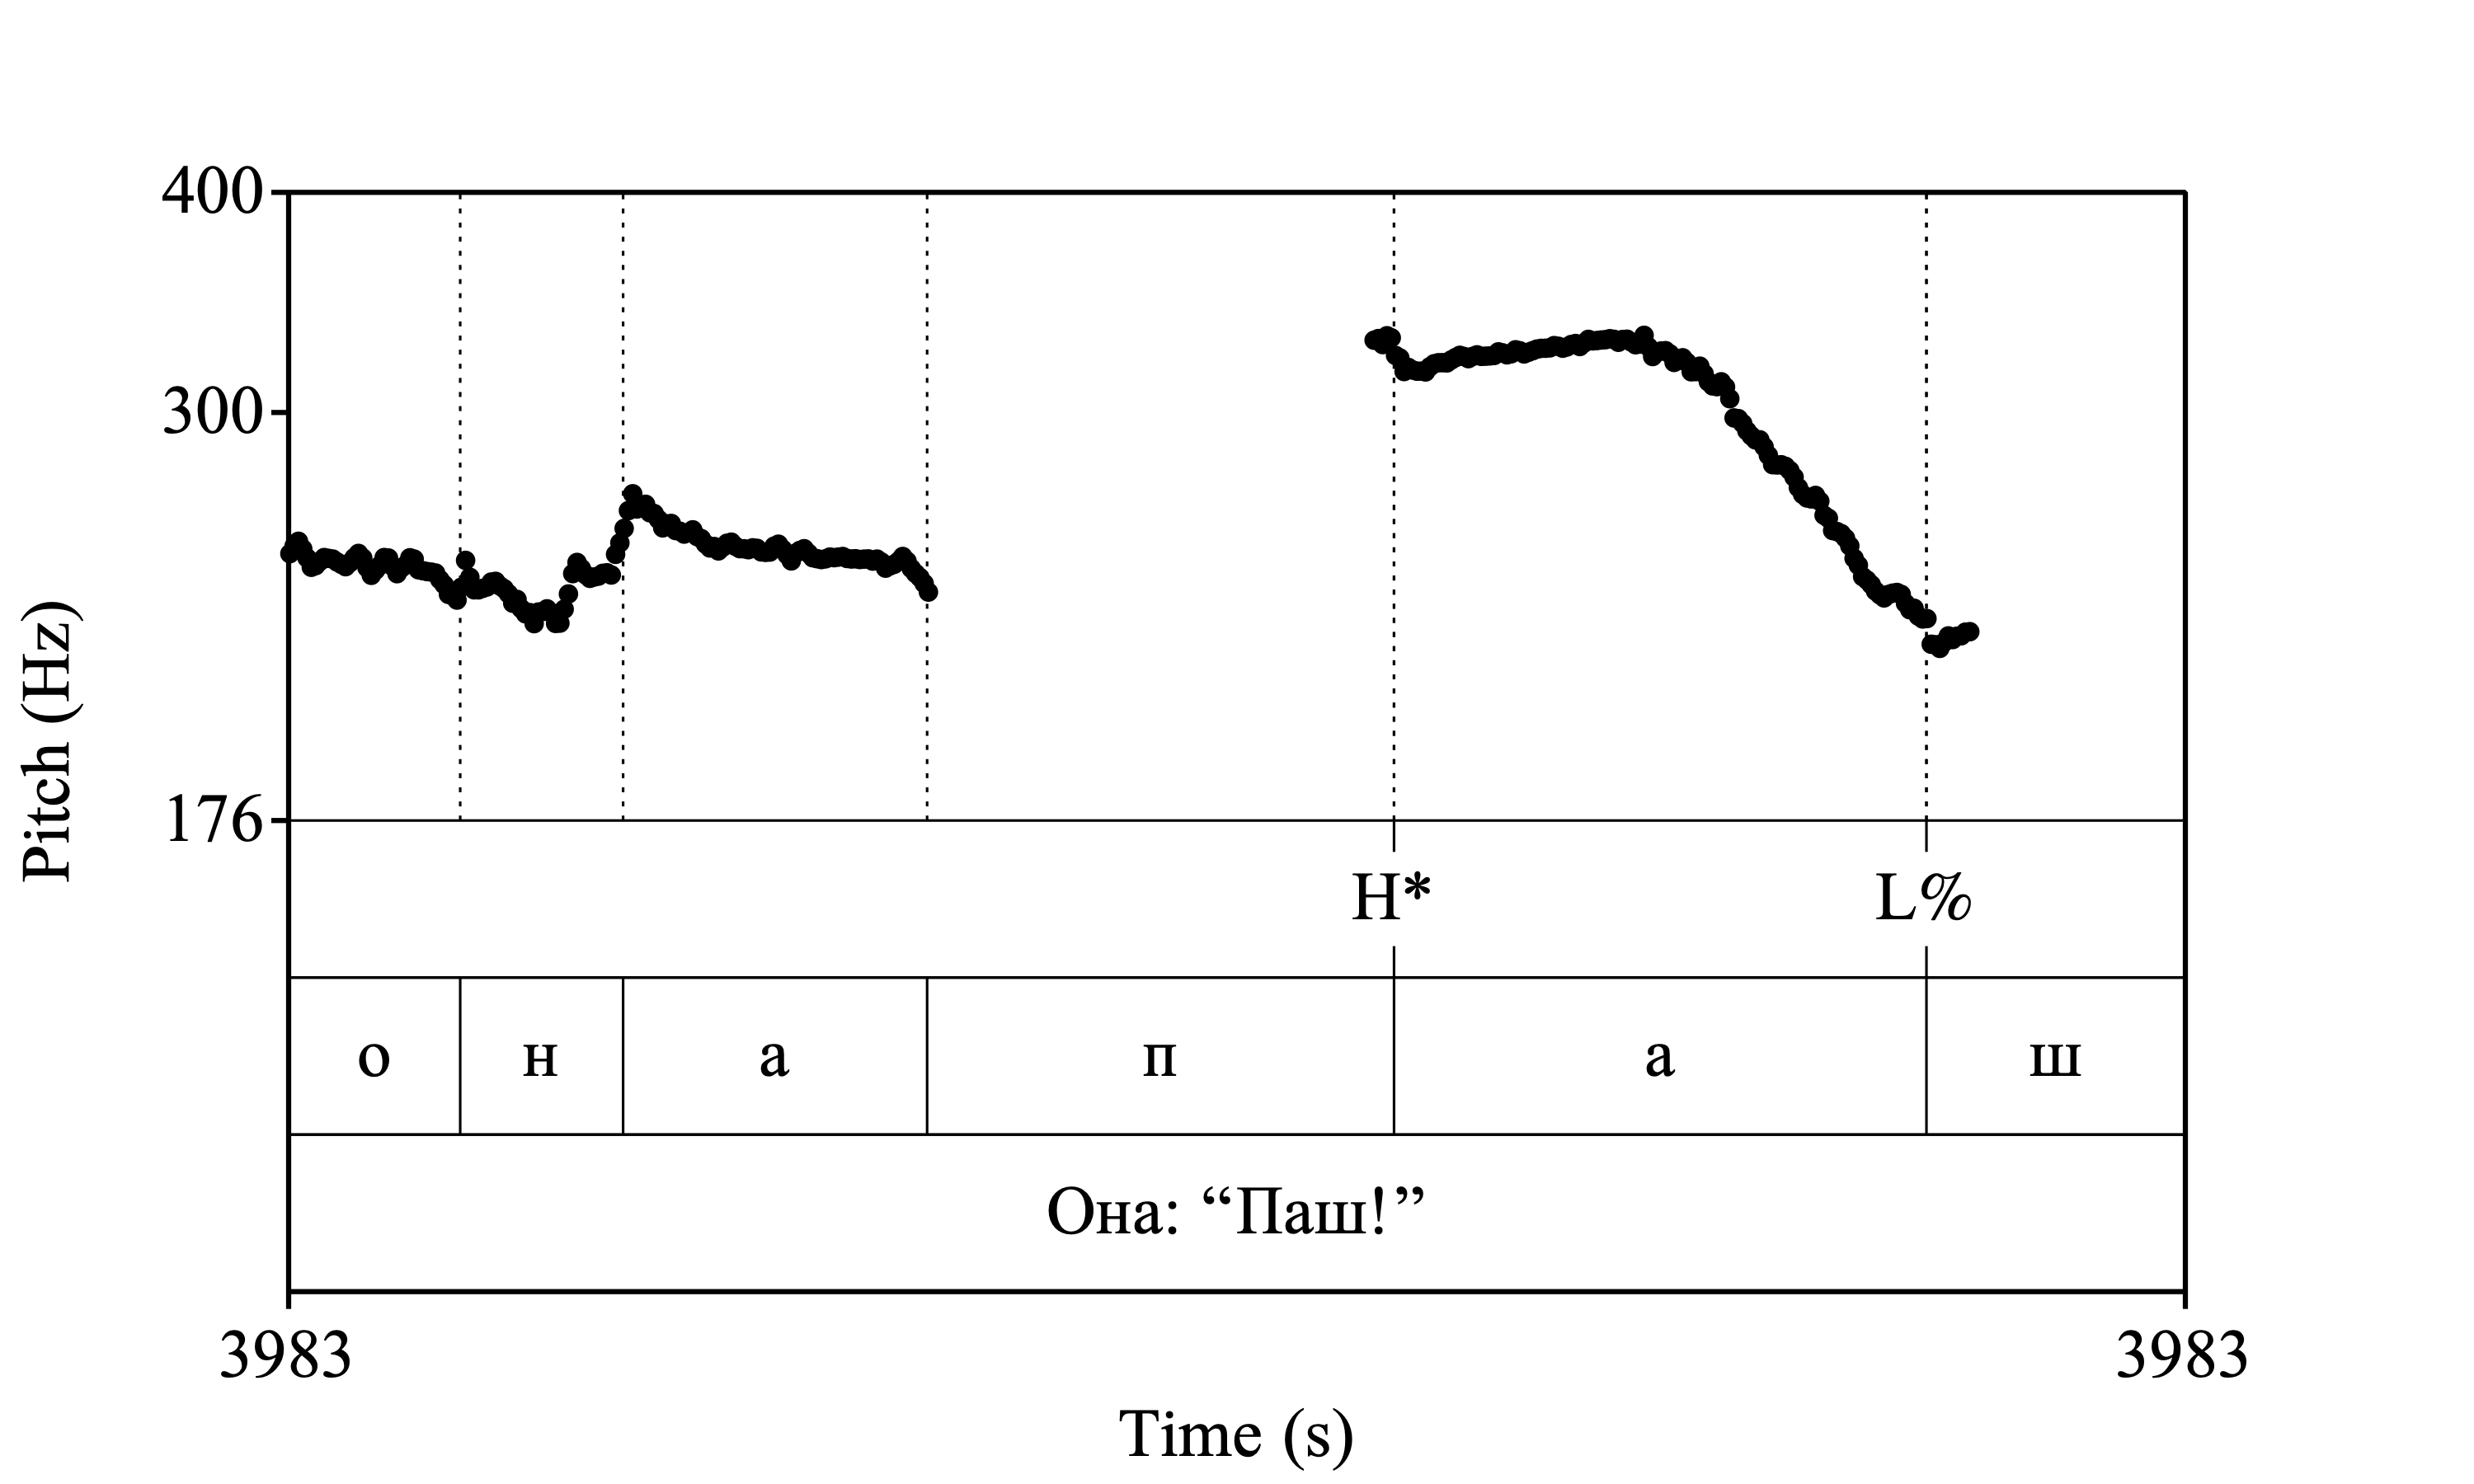 400
300
176
Pitch (Hz)
H* L%
о н а п а ш
Она: “Паш!”
3983 3983
Time (s)